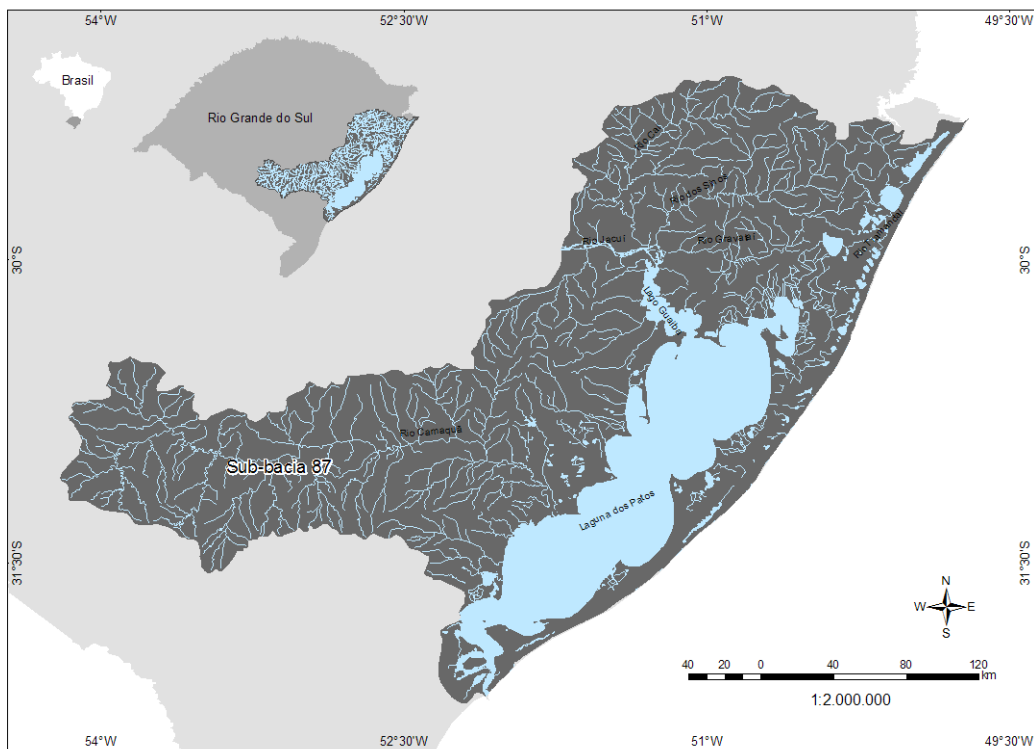 54°W
52°30'W
51°W
49°30'W
Brasil
Rio Grande do Sul
Rio Caí
Rio dos Sinos
Rio Jacuí
Rio Gravataí
Rio Tramandaí
30°S
30°S
Lago Guaíba
Rio Camaquã
Sub-bacia 87
Laguna dos Patos
31°30'S
31°30'S
N
W
E
S
40 20 0 40 80 120
km
1:2.000.000
54°W
52°30'W
51°W
49°30'W